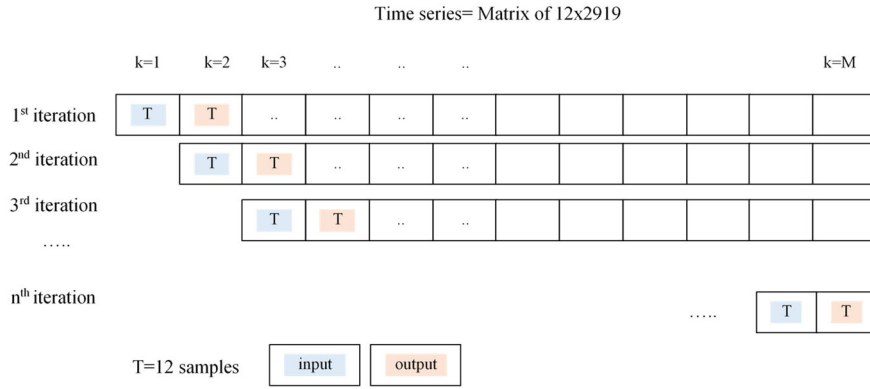 Time series= Matrix of 12x2919
k=1 k=2 k=3 .. .. .. k=M
1st iteration T T .. .. .. ..
2nd iteration T T .. .. ..
3rd iteration T T .. ..
.....
nth iteration ..... T T
T=12 samples input output